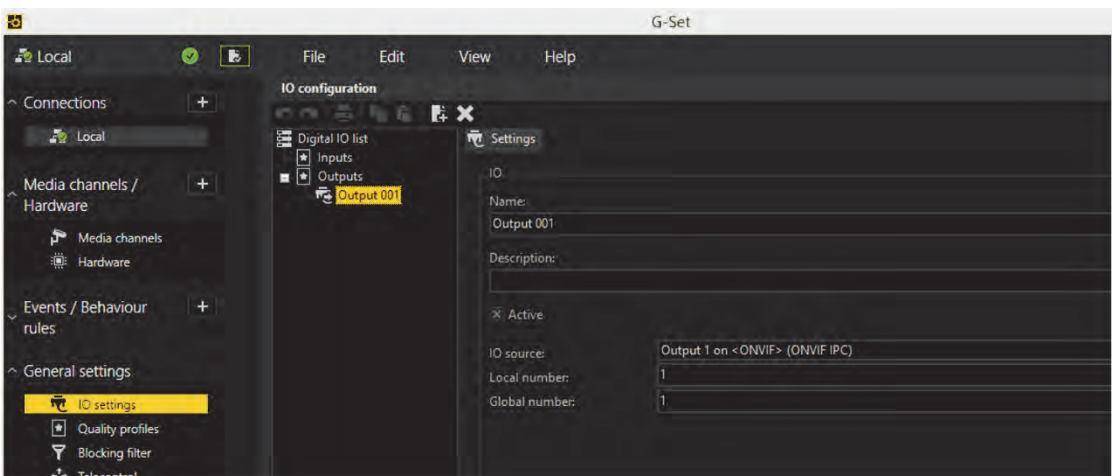 G-Set
Local
File Edit View Help
Connections
Local
Media channels /
Hardware
Media channels
Hardware
Events / Behaviour
rules
General settings
IO settings
Quality profiles
Blocking filter
Telecontrol
IO configuration
Digital IO list
Inputs
Outputs
Output 001
Settings
IO
Name:
Output 001
Description:
Active
IO source: Output 1 on <ONVIF> (ONVIF IPC)
Local number: 1
Global number: 1